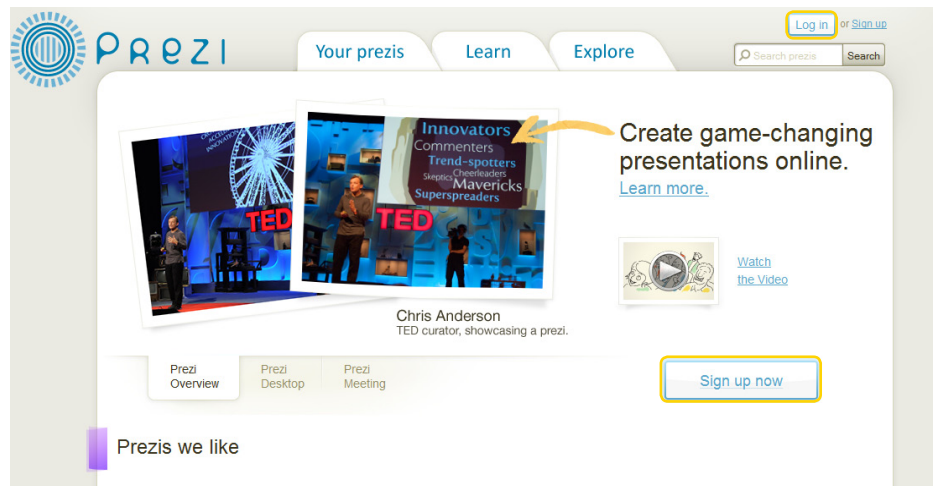 Log in or Sign up
PREZI
Your prezis Learn Explore
Search prezis Search
Innovators
Commenters
Trend-spotters
Skeptics Cheerleaders
Mavericks
Superspreaders
TED
TED
Create game-changing
presentations online.
Learn more.
Watch
the Video
Chris Anderson
TED curator, showcasing a prezi.
Prezi
Overview
Prezi
Desktop
Prezi
Meeting
Sign up now
Prezis we like